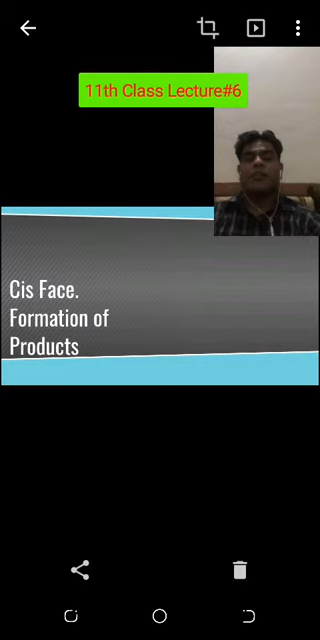 11th Class Lecture#6
Cis Face.
Formation of
Products